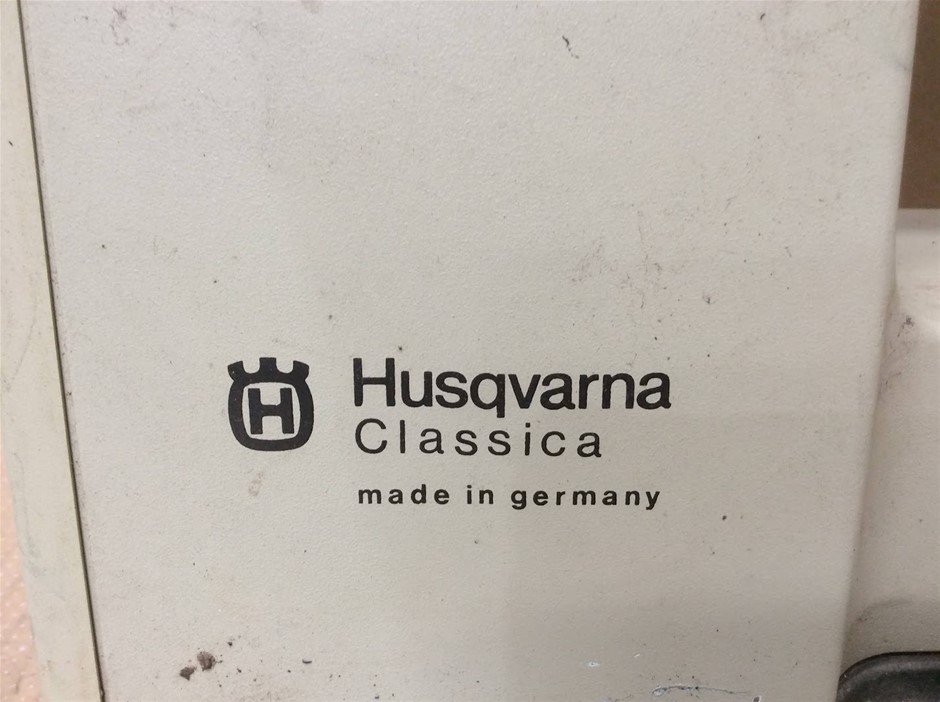 H
Husqvarna
Classica
made in germany